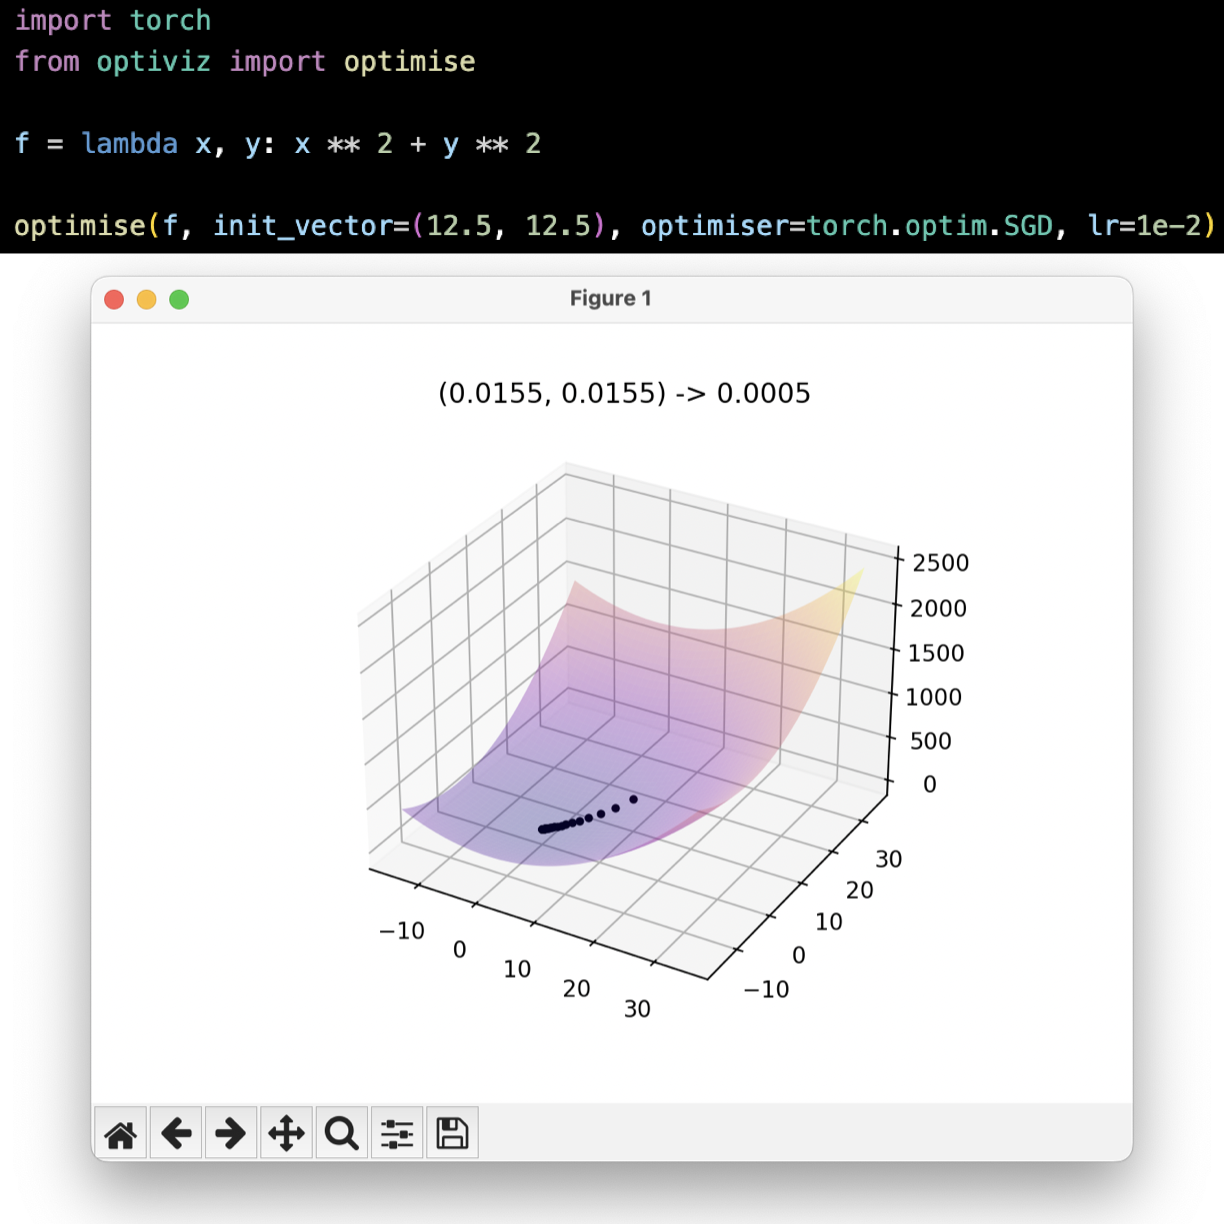 import torch
from optiviz import optimise
f = lambda x, y: x ** 2 + y ** 2
optimise(f, init_vector=(12.5, 12.5), optimiser=torch.optim.SGD, lr=1e-2)
Figure 1
(0.0155, 0.0155) -> 0.0005
2500
2000
1500
1000
500
0
30
20
10
0
−10
−10
0
10
20
30